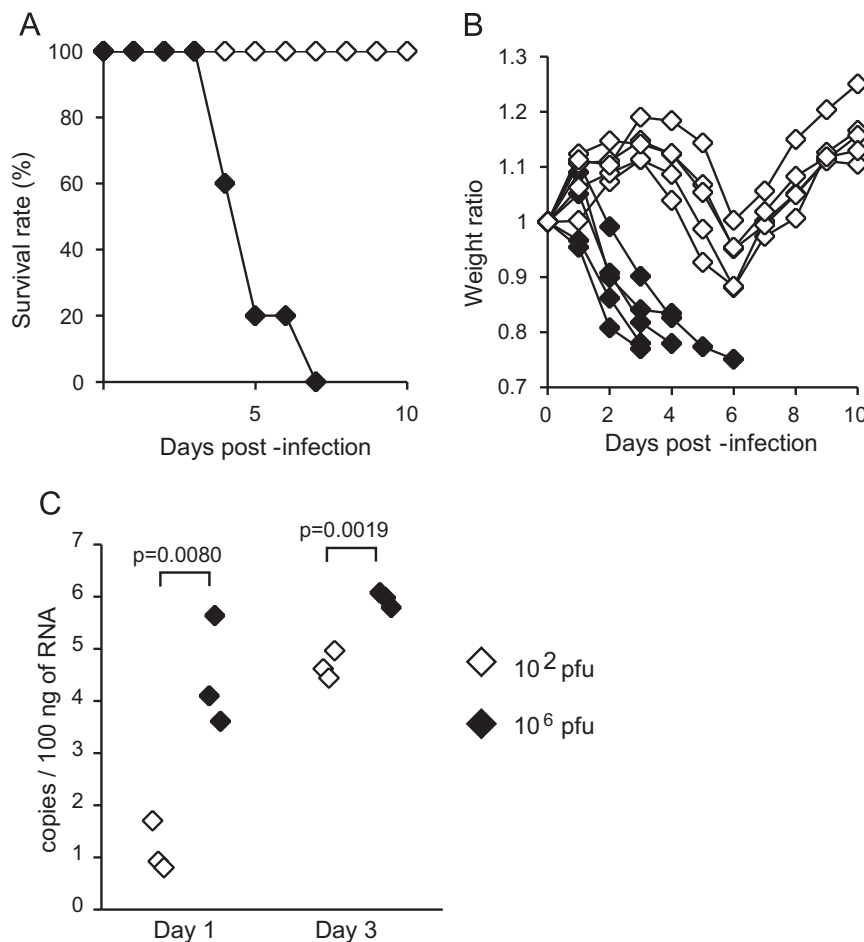 A
Survival rate (%)
100
80
60
40
20
0
5
10
Days post -infection
B
Weight ratio
1.3
1.2
1.1
1
0.9
0.8
0.7
0
2
4
6
8
10
Days post -infection
C
copies / 100 ng of RNA
7
6
5
4
3
2
1
0
p=0.0080
p=0.0019
Day 1
Day 3
10² pfu
10⁶ pfu